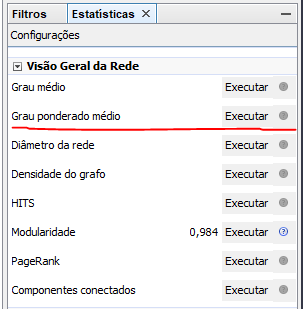 Filtros Estatísticas ×
Configurações
Visão Geral da Rede
Grau médio Executar
Grau ponderado médio Executar
Diâmetro da rede Executar
Densidade do grafo Executar
HITS Executar
Modularidade 0,984 Executar ?
PageRank Executar
Componentes conectados Executar